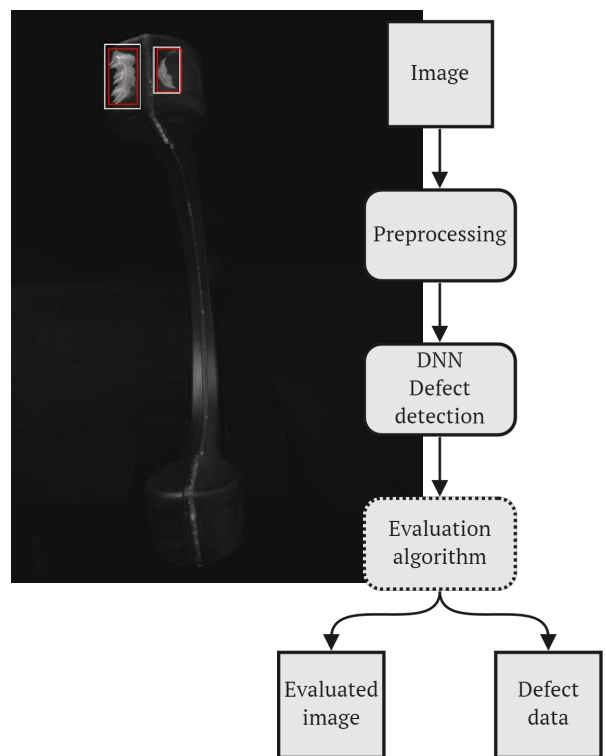 Image
Preprocessing
DNN
Defect
detection
Evaluation
algorithm
Evaluated
image
Defect
data